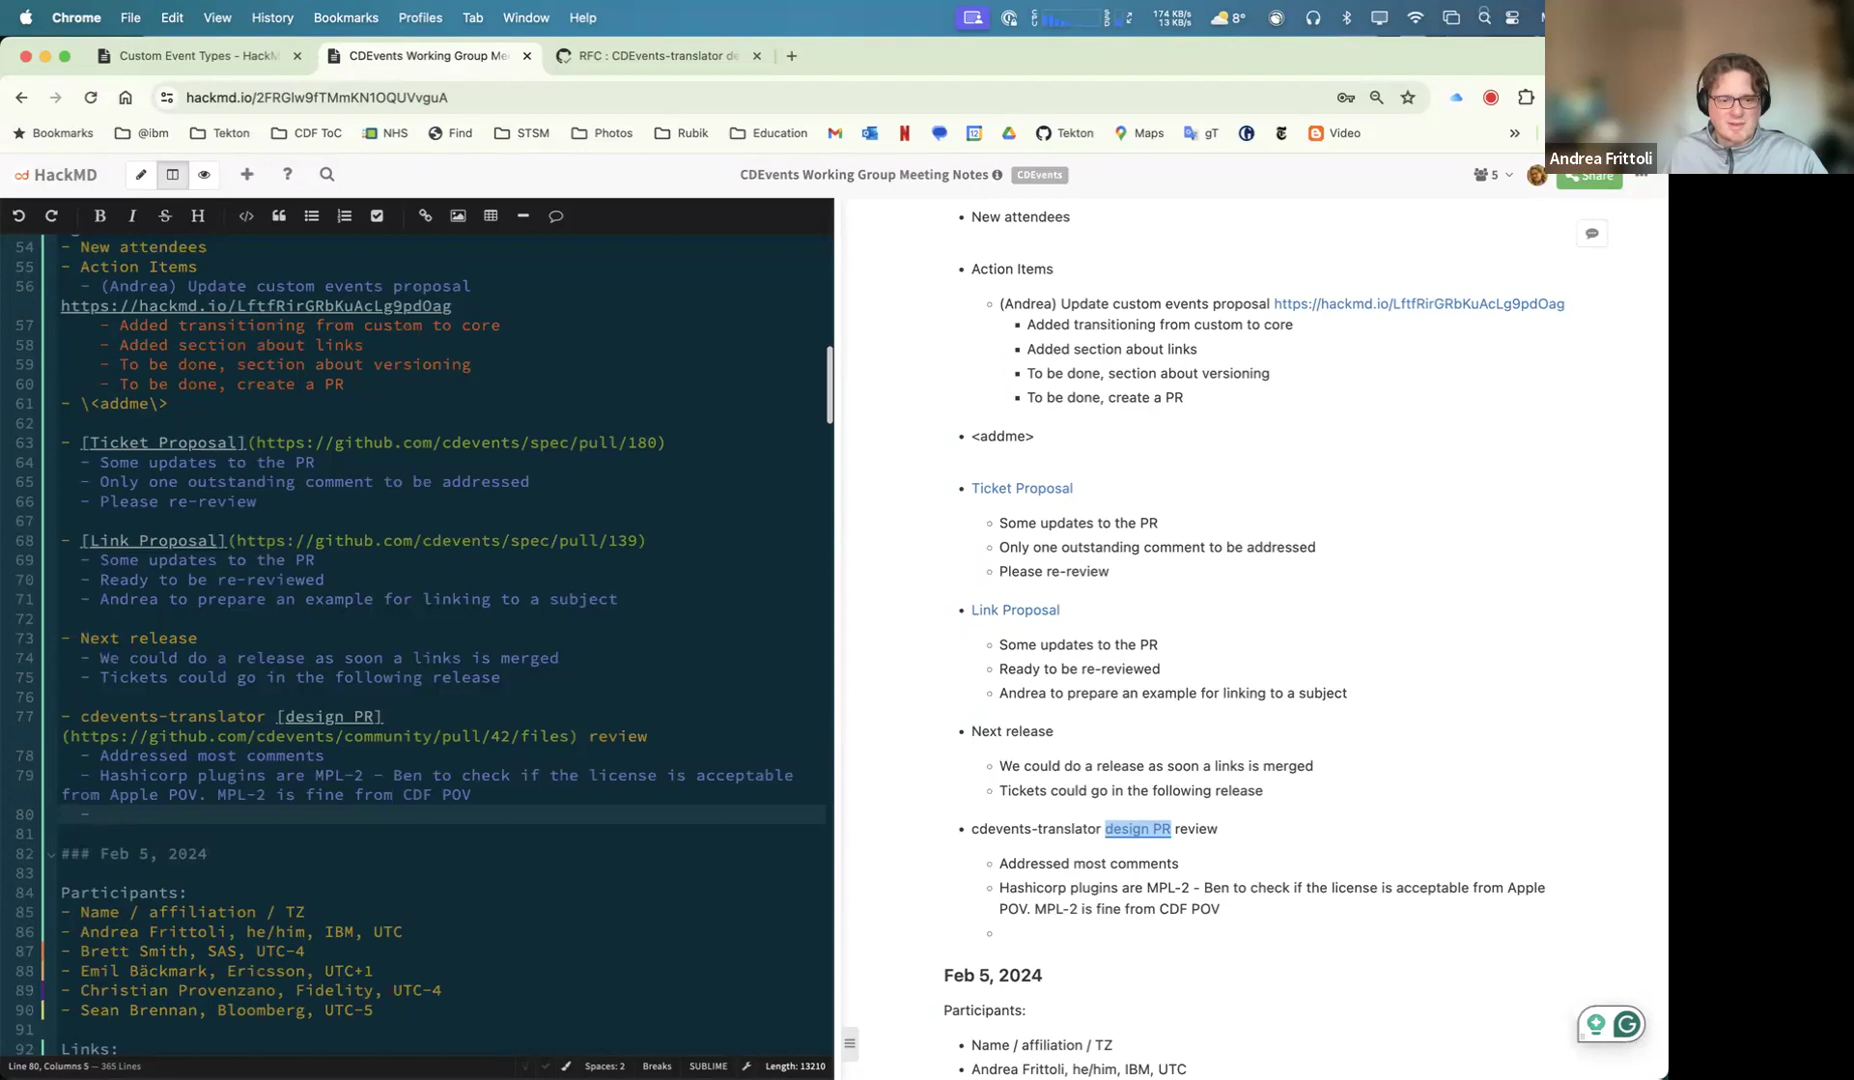 Chrome File Edit View History Bookmarks Profiles Tab Window Help 174 KB/s 13 KB/s 8°
Custom Event Types - HackM
CDEvents Working Group Mee
RFC : CDEvents-translator de
hackmd.io/2FRGlw9fTMmKN1OQUVvguA
Bookmarks @ibm Tekton CDF ToC NHS Find STSM Photos Rubik Education 12 Tekton Maps gT Video
Andrea Frittoli
HackMD
CDEvents Working Group Meeting Notes CDEvents
5
Share
54 - New attendees
55 - Action Items
56 - (Andrea) Update custom events proposal
https://hackmd.io/LftfRirGRbKuAcLg9pdOag
57 - Added transitioning from custom to core
58 - Added section about links
59 - To be done, section about versioning
60 - To be done, create a PR
61 - \<addme\>
62
63 - [Ticket Proposal](https://github.com/cdevents/spec/pull/180)
64 - Some updates to the PR
65 - Only one outstanding comment to be addressed
66 - Please re-review
67
68 - [Link Proposal](https://github.com/cdevents/spec/pull/139)
69 - Some updates to the PR
70 - Ready to be re-reviewed
71 - Andrea to prepare an example for linking to a subject
72
73 - Next release
74 - We could do a release as soon a links is merged
75 - Tickets could go in the following release
76
77 - cdevents-translator [design PR]
(https://github.com/cdevents/community/pull/42/files) review
78 - Addressed most comments
79 - Hashicorp plugins are MPL-2 - Ben to check if the license is acceptable
from Apple POV. MPL-2 is fine from CDF POV
80 -
81
82 ### Feb 5, 2024
83
84 Participants:
85 - Name / affiliation / TZ
86 - Andrea Frittoli, he/him, IBM, UTC
87 - Brett Smith, SAS, UTC-4
88 - Emil Bäckmark, Ericsson, UTC+1
89 - Christian Provenzano, Fidelity, UTC-4
90 - Sean Brennan, Bloomberg, UTC-5
91
92 Links:
Line 80, Columns 5 — 365 Lines Spaces: 2 Breaks SUBLIME Length: 13210
• New attendees
• Action Items
◦ (Andrea) Update custom events proposal https://hackmd.io/LftfRirGRbKuAcLg9pdOag
▪ Added transitioning from custom to core
▪ Added section about links
▪ To be done, section about versioning
▪ To be done, create a PR
• <addme>
• Ticket Proposal
◦ Some updates to the PR
◦ Only one outstanding comment to be addressed
◦ Please re-review
• Link Proposal
◦ Some updates to the PR
◦ Ready to be re-reviewed
◦ Andrea to prepare an example for linking to a subject
• Next release
◦ We could do a release as soon a links is merged
◦ Tickets could go in the following release
• cdevents-translator design PR review
◦ Addressed most comments
◦ Hashicorp plugins are MPL-2 - Ben to check if the license is acceptable from Apple
POV. MPL-2 is fine from CDF POV
◦
Feb 5, 2024
Participants:
• Name / affiliation / TZ
• Andrea Frittoli, he/him, IBM, UTC